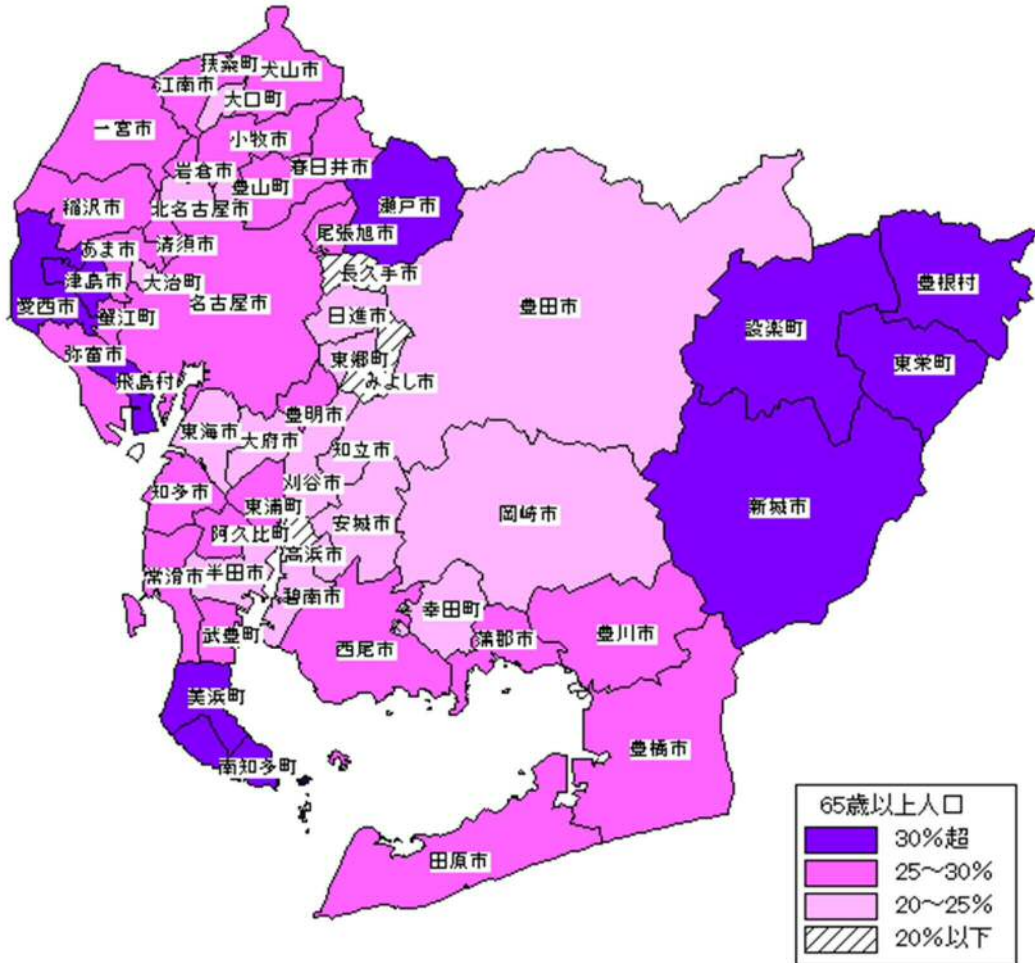 扶桑町
犬山市
江南市
大口町
一宮市
小牧市
岩倉市
春日井市
豊山町
稲沢市
北名古屋市
瀬戸市
尾張旭市
あま市
清須市
長久手市
津島市
大治町
豊根村
愛西市
名古屋市
豊田市
蟹江町
日進市
設楽町
弥富市
東郷町
東栄町
飛島村
みよし市
豊明市
東海市
大府市
知立市
知多市
刈谷市
東浦町
新城市
岡崎市
阿久比町
安城市
高浜市
常滑市
半田市
碧南市
幸田町
武豊町
西尾市
蒲郡市
豊川市
美浜町
豊橋市
南知多町
田原市
65歳以上人口
30%超
25～30%
20～25%
20%以下